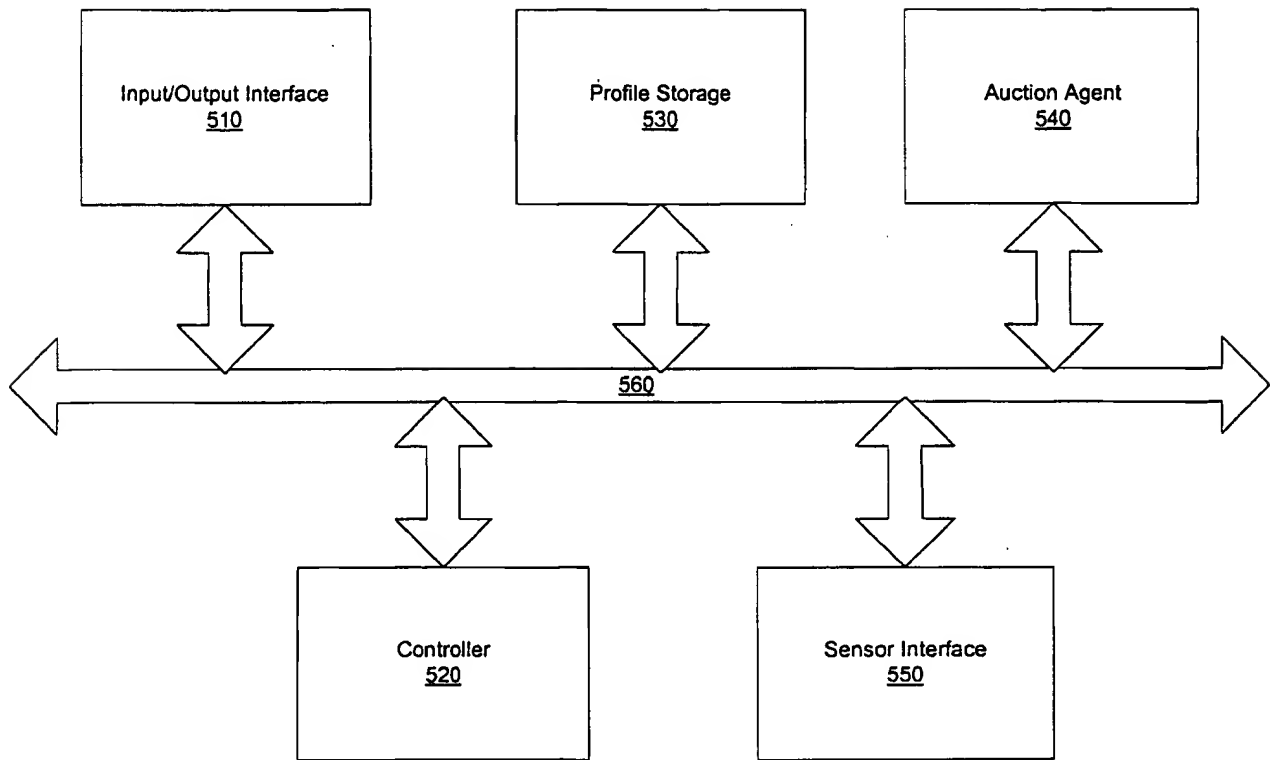 Input/Output Interface
510
Profile Storage
530
Auction Agent
540
560
Controller
520
Sensor Interface
550